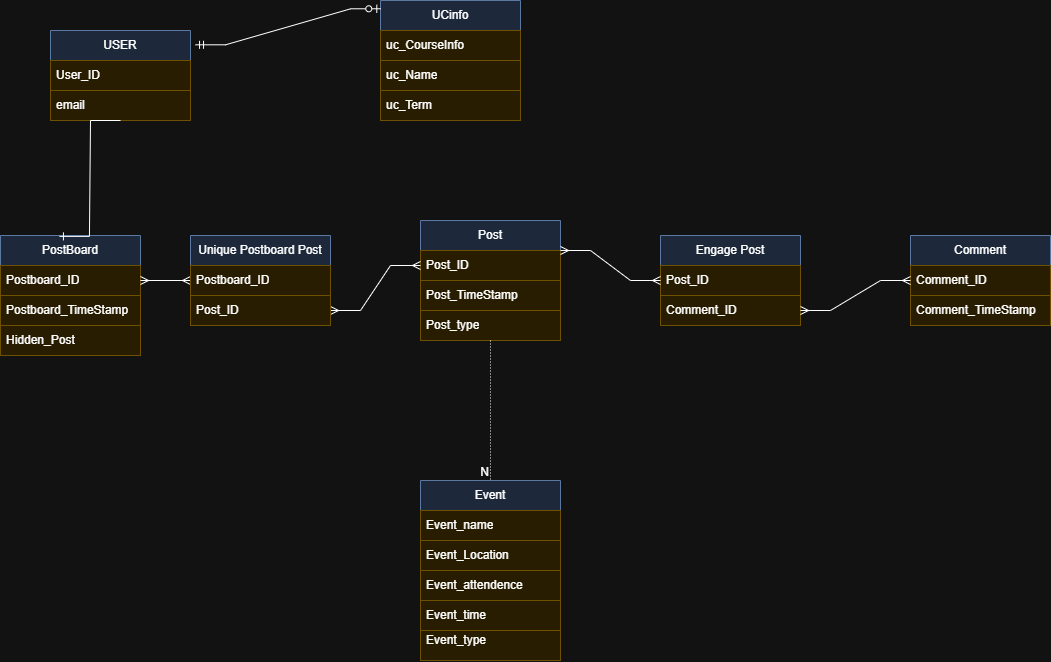 UCinfo
uc_CourseInfo
uc_Name
uc_Term
USER
User_ID
email
PostBoard
Postboard_ID
Postboard_TimeStamp
Hidden_Post
Unique Postboard Post
Postboard_ID
Post_ID
Post
Post_ID
Post_TimeStamp
Post_type
Engage Post
Post_ID
Comment_ID
Comment
Comment_ID
Comment_TimeStamp
N
Event
Event_name
Event_Location
Event_attendence
Event_time
Event_type